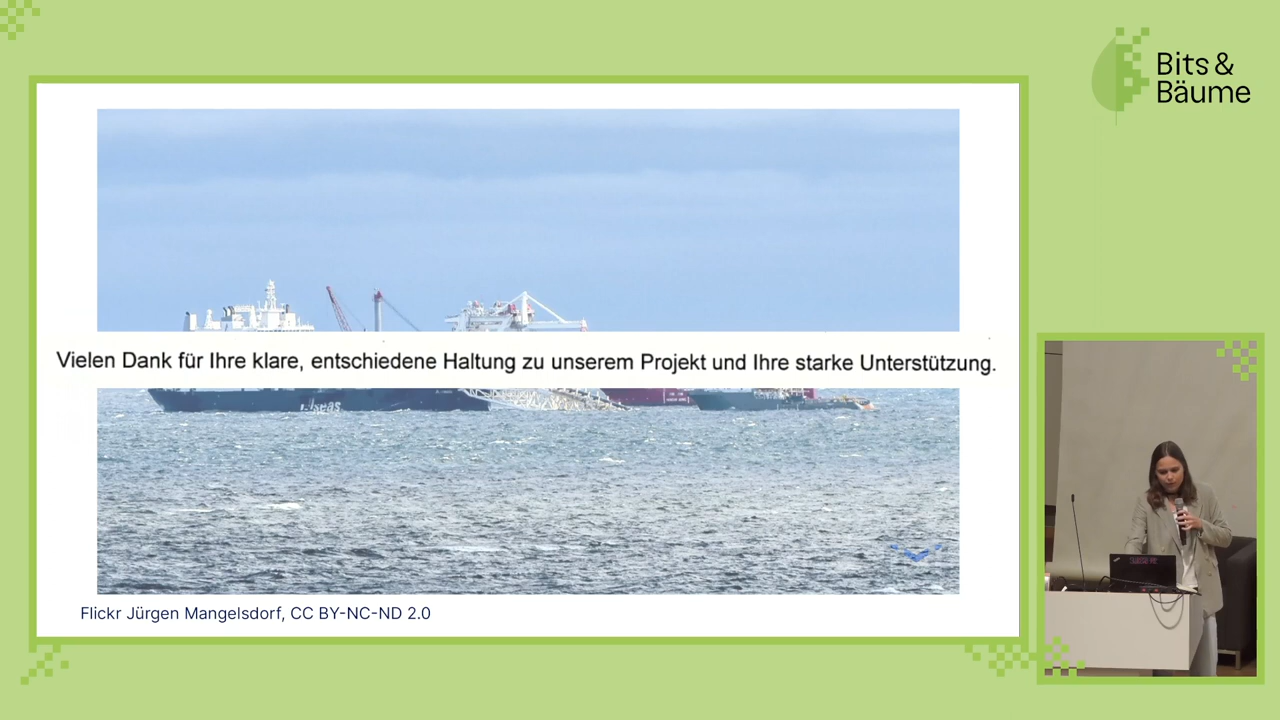 Bits &
Bäume
Vielen Dank für Ihre klare, entschiedene Haltung zu unserem Projekt und Ihre starke Unterstützung.
Flickr Jürgen Mangelsdorf, CC BY-NC-ND 2.0